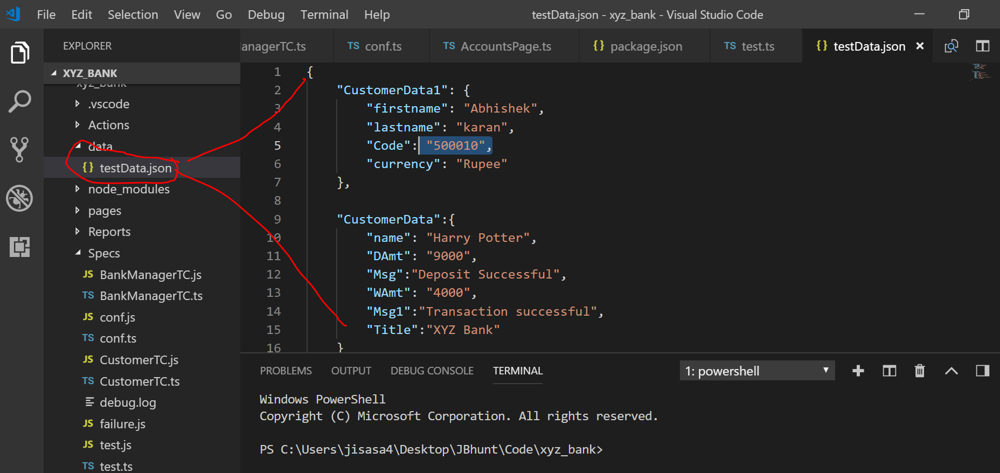 File Edit Selection View Go Debug Terminal Help testData.json - xyz_bank - Visual Studio Code
EXPLORER
XYZ_BANK
xyz_bank
.vscode
Actions
data
{} testData.json
node_modules
pages
Reports
Specs
JS BankManagerTC.js
TS BankManagerTC.ts
JS conf.js
TS conf.ts
JS CustomerTC.js
TS CustomerTC.ts
debug.log
JS failure.js
JS test.js
TS test.ts
anagerTC.ts TS conf.ts TS AccountsPage.ts {} package.json TS test.ts {} testData.json ×
1 {
2 "CustomerData1": {
3 "firstname": "Abhishek",
4 "lastname": "karan",
5 "Code": "500010",
6 "currency": "Rupee"
7 },
8
9 "CustomerData":{
10 "name": "Harry Potter",
11 "DAmt": "9000",
12 "Msg":"Deposit Successful",
13 "WAmt": "4000",
14 "Msg1":"Transaction successful",
15 "Title":"XYZ Bank"
16 }
PROBLEMS OUTPUT DEBUG CONSOLE TERMINAL 1: powershell
Windows PowerShell
Copyright (C) Microsoft Corporation. All rights reserved.
PS C:\Users\jisasa4\Desktop\JBhunt\Code\xyz_bank>